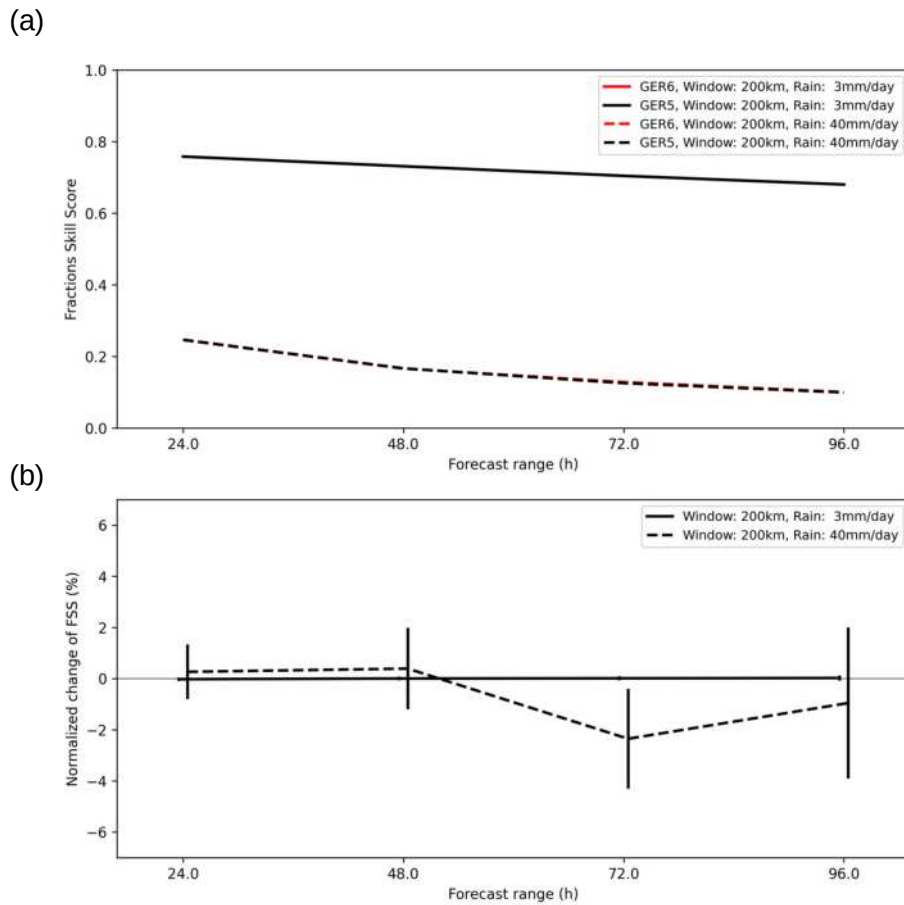 (a)
1.0
GER6, Window: 200km, Rain:  3mm/day
GER5, Window: 200km, Rain:  3mm/day
GER6, Window: 200km, Rain: 40mm/day
GER5, Window: 200km, Rain: 40mm/day
0.8
0.6
0.4
0.2
0.0
Fractions Skill Score
24.0 48.0 72.0 96.0
Forecast range (h)
(b)
Window: 200km, Rain:  3mm/day
Window: 200km, Rain: 40mm/day
6
4
2
0
−2
−4
−6
Normalized change of FSS (%)
24.0 48.0 72.0 96.0
Forecast range (h)